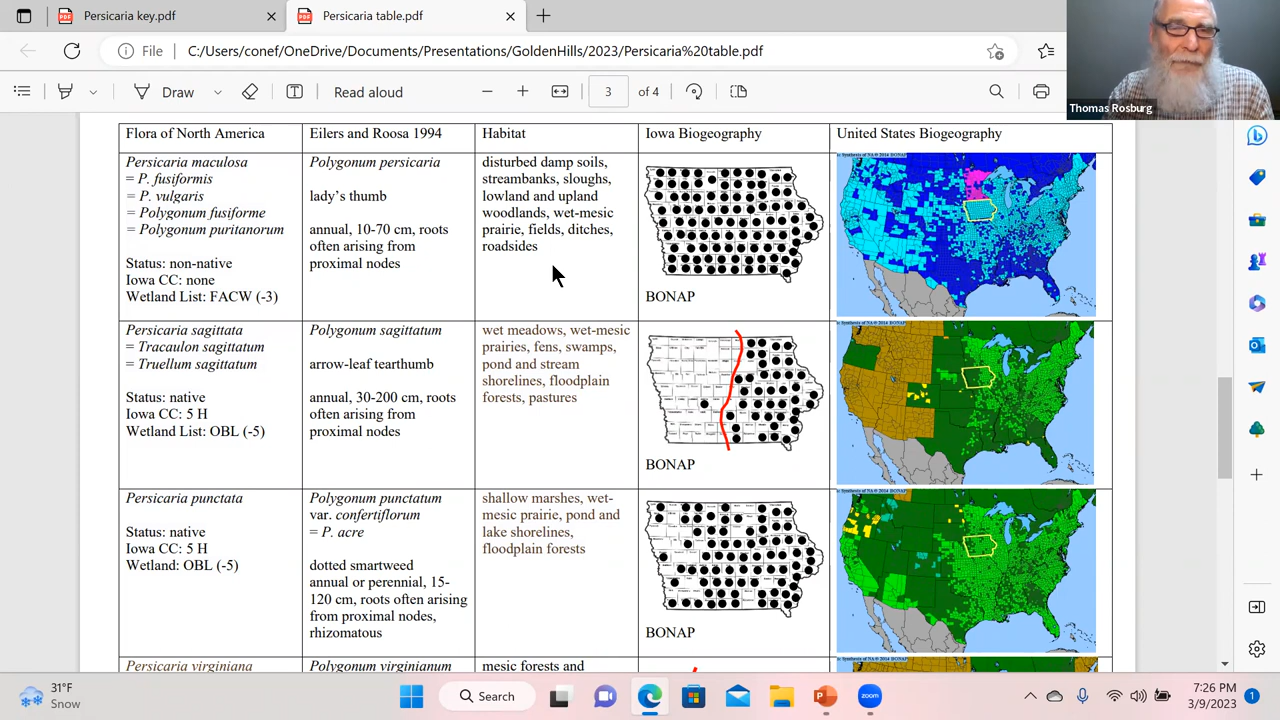 Persicaria key.pdf
Persicaria table.pdf
File
C:/Users/conef/OneDrive/Documents/Presentations/GoldenHills/2023/Persicaria%20table.pdf
Draw
Read aloud
3
of 4
Thomas Rosburg
Flora of North America
Eilers and Roosa 1994
Habitat
Iowa Biogeography
United States Biogeography
Persicaria maculosa
= P. fusiformis
= P. vulgaris
= Polygonum fusiforme
= Polygonum puritanorum
Status: non-native
Iowa CC: none
Wetland List: FACW (-3)
Polygonum persicaria
lady's thumb
annual, 10-70 cm, roots
often arising from
proximal nodes
disturbed damp soils,
streambanks, sloughs,
lowland and upland
woodlands, wet-mesic
prairie, fields, ditches,
roadsides
BONAP
Persicaria sagittata
= Tracaulon sagittatum
= Truellum sagittatum
Status: native
Iowa CC: 5 H
Wetland List: OBL (-5)
Polygonum sagittatum
arrow-leaf tearthumb
annual, 30-200 cm, roots
often arising from
proximal nodes
wet meadows, wet-mesic
prairies, fens, swamps,
pond and stream
shorelines, floodplain
forests, pastures
BONAP
Persicaria punctata
Status: native
Iowa CC: 5 H
Wetland: OBL (-5)
Polygonum punctatum
var. confertiflorum
= P. acre
dotted smartweed
annual or perennial, 15-
120 cm, roots often arising
from proximal nodes,
rhizomatous
shallow marshes, wet-
mesic prairie, pond and
lake shorelines,
floodplain forests
BONAP
Persicaria virginiana
Polygonum virginianum
mesic forests and
31°F
Snow
Search
7:26 PM
3/9/2023
1